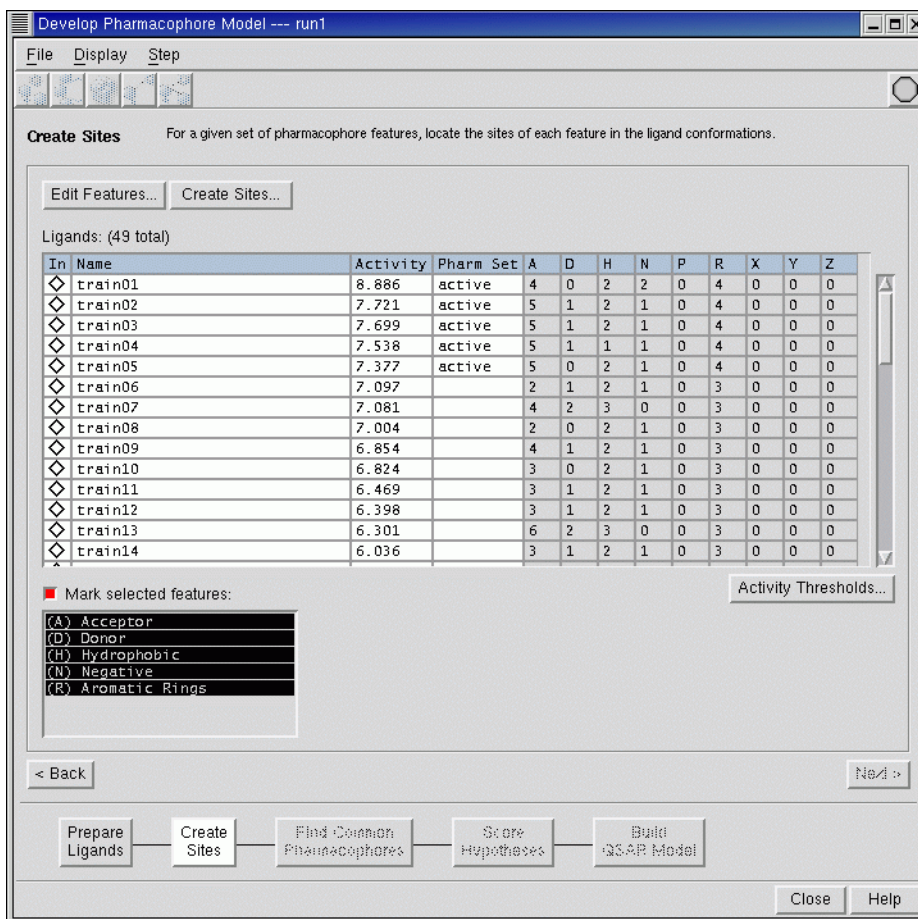 Develop Pharmacophore Model --- run1
File Display Step
Create Sites For a given set of pharmacophore features, locate the sites of each feature in the ligand conformations.
Edit Features... Create Sites...
Ligands: (49 total)
In Name Activity Pharm Set A D H N P R X Y Z
train01 8.886 active 4 0 2 2 0 4 0 0 0
train02 7.721 active 5 1 2 1 0 4 0 0 0
train03 7.699 active 5 1 2 1 0 4 0 0 0
train04 7.538 active 5 1 1 1 0 4 0 0 0
train05 7.377 active 5 0 2 1 0 4 0 0 0
train06 7.097 2 1 2 1 0 3 0 0 0
train07 7.081 4 2 3 0 0 3 0 0 0
train08 7.004 2 0 2 1 0 3 0 0 0
train09 6.854 4 1 2 1 0 3 0 0 0
train10 6.824 3 0 2 1 0 3 0 0 0
train11 6.469 3 1 2 1 0 3 0 0 0
train12 6.398 3 1 2 1 0 3 0 0 0
train13 6.301 6 2 3 0 0 3 0 0 0
train14 6.036 3 1 2 1 0 3 0 0 0
Mark selected features: Activity Thresholds...
(A) Acceptor
(D) Donor
(H) Hydrophobic
(N) Negative
(R) Aromatic Rings
< Back Next >
Prepare Create Find Common Score Build
Ligands Sites Pharmacophores Hypotheses QSAR Model
Close Help